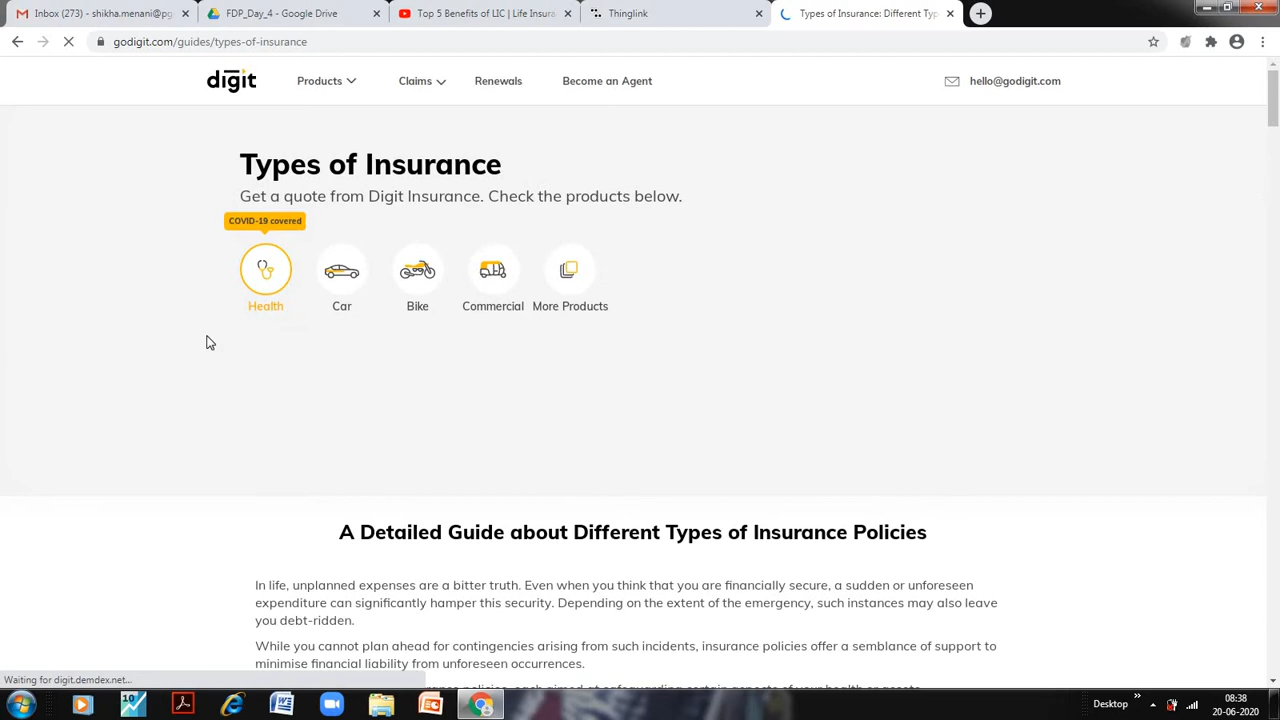 Inbox (273) - shikharamani@pg
FDP_Day_4 - Google Drive
Top 5 Benefits of Term Life Insur
Thinglink
Types of Insurance: Different Typ
godigit.com/guides/types-of-insurance
digit
Products
Claims
Renewals
Become an Agent
hello@godigit.com
Types of Insurance
Get a quote from Digit Insurance. Check the products below.
COVID-19 covered
Health
Car
Bike
Commercial
More Products
A Detailed Guide about Different Types of Insurance Policies
In life, unplanned expenses are a bitter truth. Even when you think that you are financially secure, a sudden or unforeseen
expenditure can significantly hamper this security. Depending on the extent of the emergency, such instances may also leave
you debt-ridden.
While you cannot plan ahead for contingencies arising from such incidents, insurance policies offer a semblance of support to
minimise financial liability from unforeseen occurrences.
Waiting for digit.demdex.net...
Desktop
08:38
20-06-2020